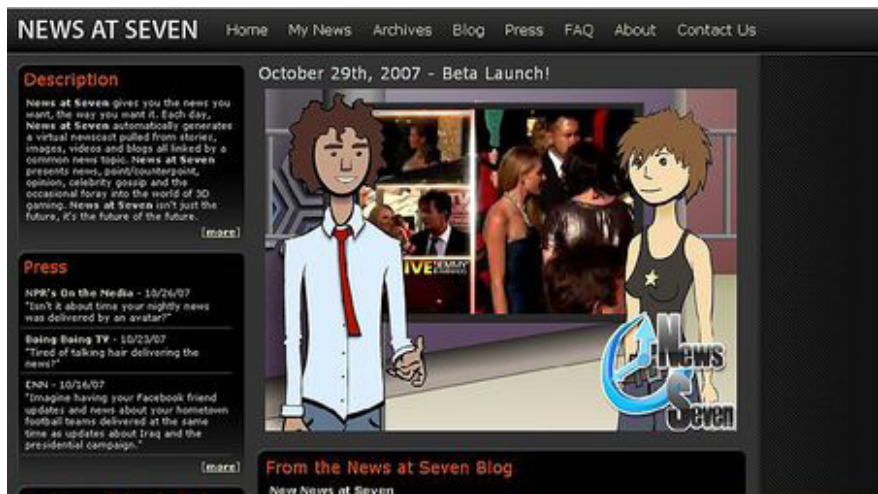 NEWS AT SEVEN
Home My News Archives Blog Press FAQ About Contact Us
Description
News at Seven gives you the news you
want, the way you want it. Each day,
News at Seven automatically generates
a virtual newscast pulled from stories,
images, videos and blogs all linked by a
common news topic. News at Seven
presents news, point/counterpoint,
opinion, celebrity gossip and the
occasional foray into the world of 3D
gaming. News at Seven isn't just the
future, it's the future of the future.
[more]
Press
NPR's On the Media - 10/26/07
"Isn't it about time your nightly news
was delivered by an avatar?"
Boing Boing TV - 10/23/07
"Tired of talking hair delivering the
news?"
CNN - 10/16/07
"Imagine having your Facebook friend
updates and news about your hometown
football teams delivered at the same
time as updates about Iraq and the
presidential campaign."
[more]
October 29th, 2007 - Beta Launch!
LIVE EMMY
News
Seven
From the News at Seven Blog
New News at Seven